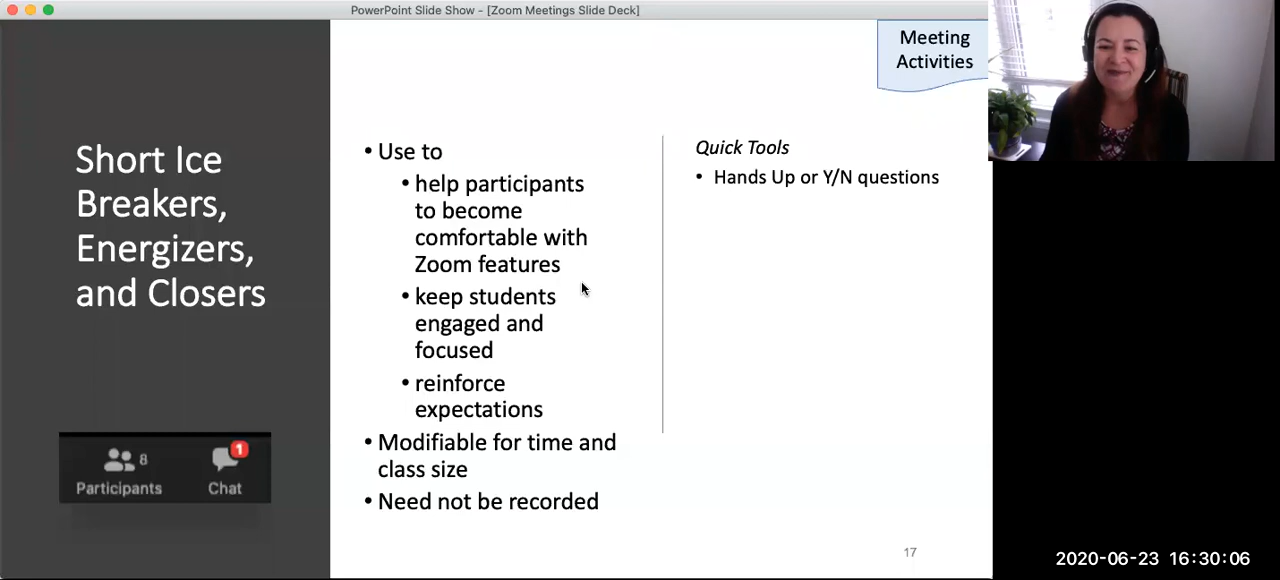 PowerPoint Slide Show - [Zoom Meetings Slide Deck]
Meeting
Activities
Short Ice
Breakers,
Energizers,
and Closers
• Use to
• help participants
to become
comfortable with
Zoom features
• keep students
engaged and
focused
• reinforce
expectations
• Modifiable for time and
class size
• Need not be recorded
Quick Tools
• Hands Up or Y/N questions
8
1
Participants
Chat
17
2020-06-23 16:30:06